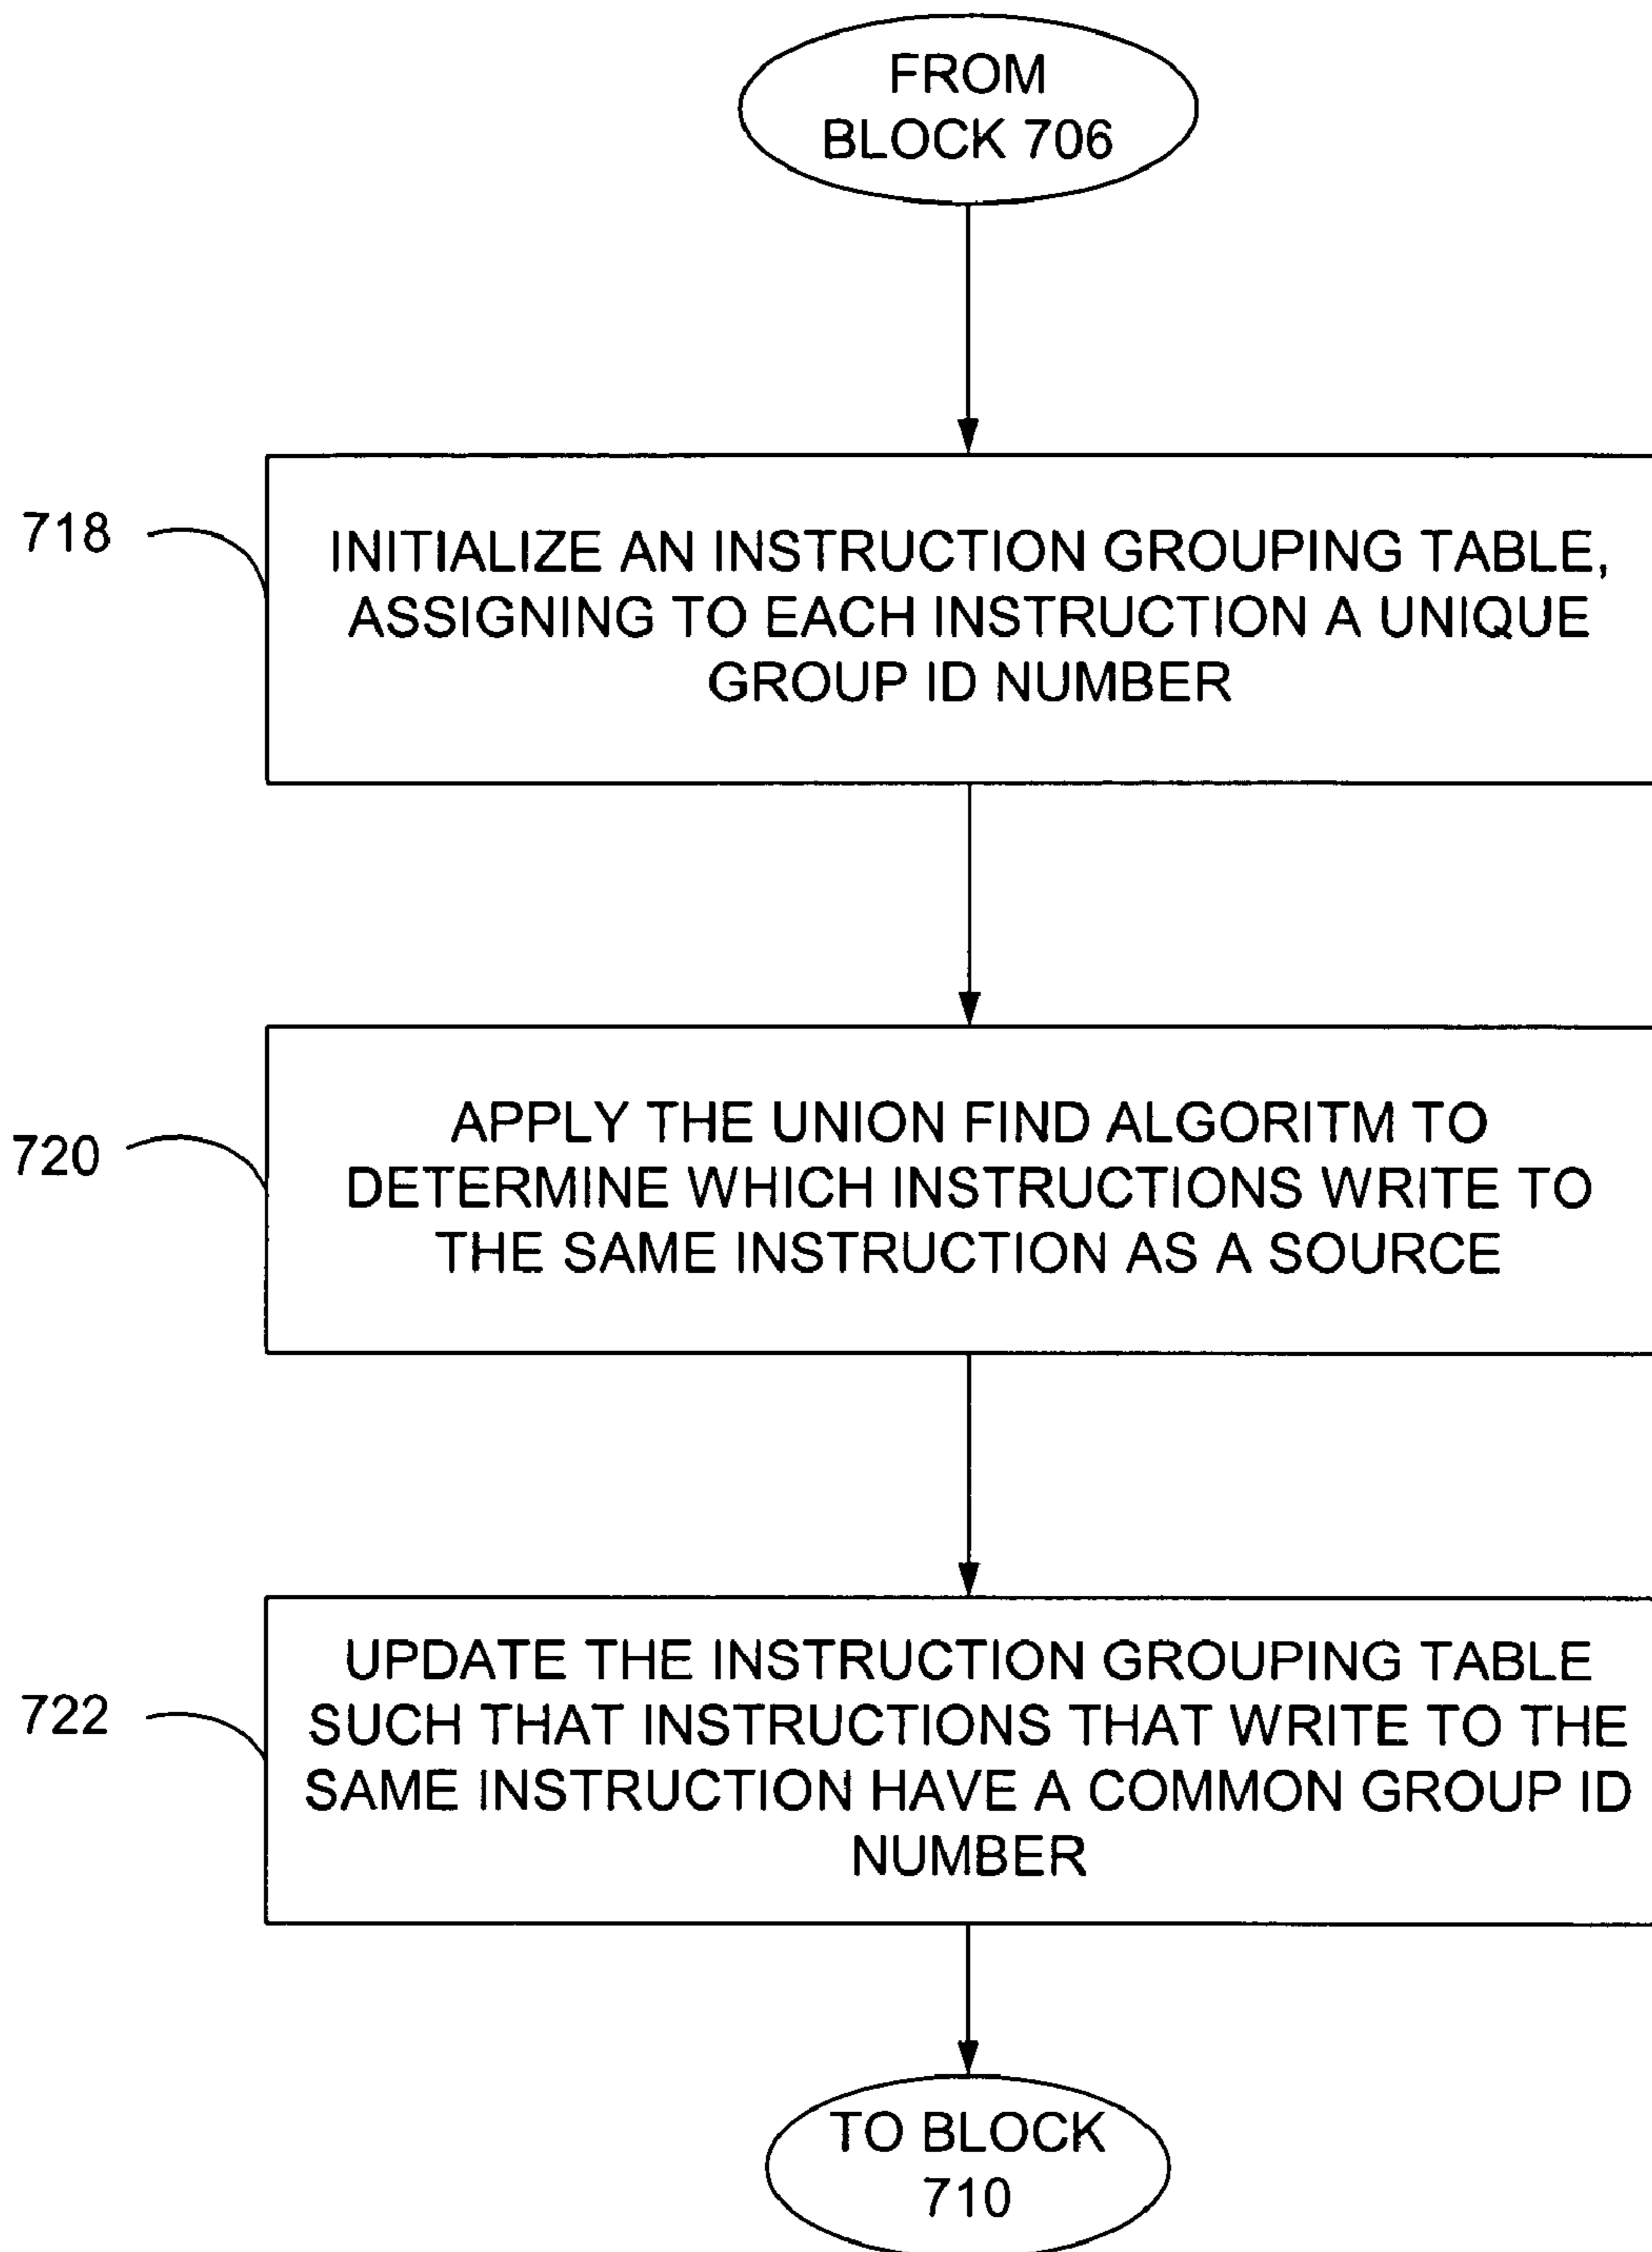 FROM
BLOCK 706
718
INITIALIZE AN INSTRUCTION GROUPING TABLE,
ASSIGNING TO EACH INSTRUCTION A UNIQUE
GROUP ID NUMBER
720
APPLY THE UNION FIND ALGORITM TO
DETERMINE WHICH INSTRUCTIONS WRITE TO
THE SAME INSTRUCTION AS A SOURCE
722
UPDATE THE INSTRUCTION GROUPING TABLE
SUCH THAT INSTRUCTIONS THAT WRITE TO THE
SAME INSTRUCTION HAVE A COMMON GROUP ID
NUMBER
TO BLOCK
710